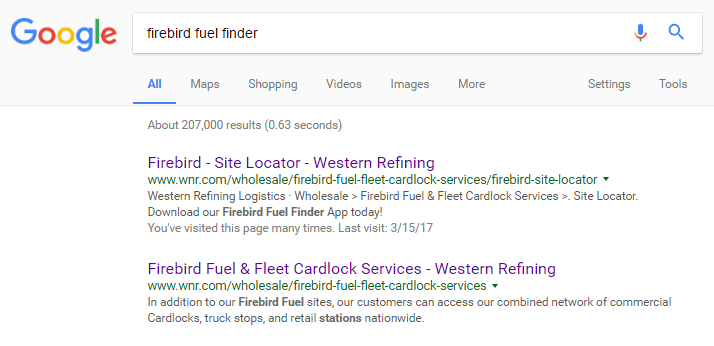 Google
firebird fuel finder
All Maps Shopping Videos Images More Settings Tools
About 207,000 results (0.63 seconds)
Firebird - Site Locator - Western Refining
www.wnr.com/wholesale/firebird-fuel-fleet-cardlock-services/firebird-site-locator
Western Refining Logistics · Wholesale > Firebird Fuel & Fleet Cardlock Services >. Site Locator.
Download our Firebird Fuel Finder App today!
You've visited this page many times. Last visit: 3/15/17
Firebird Fuel & Fleet Cardlock Services - Western Refining
www.wnr.com/wholesale/firebird-fuel-fleet-cardlock-services
In addition to our Firebird Fuel sites, our customers can access our combined network of commercial
Cardlocks, truck stops, and retail stations nationwide.